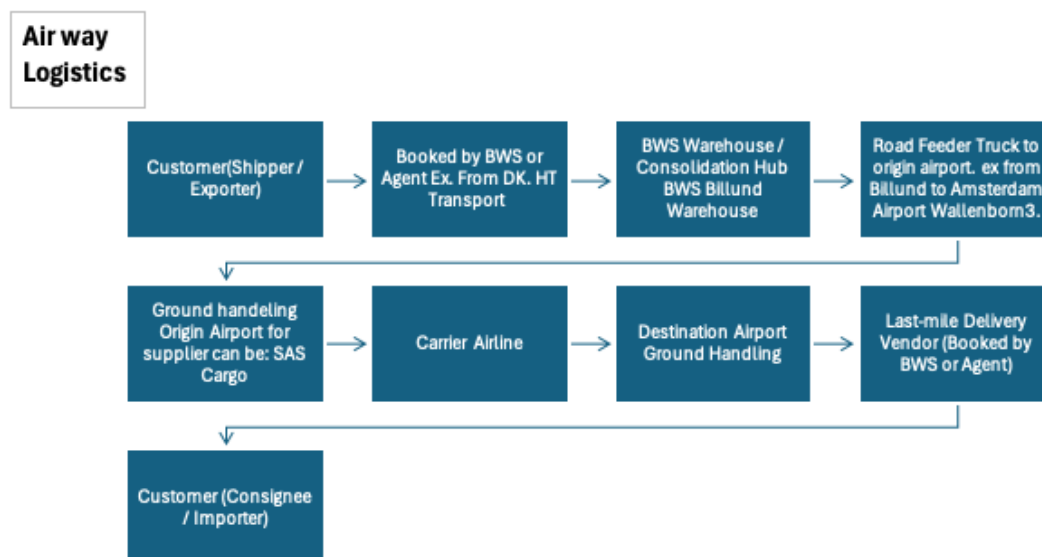 Air way
Logistics
Customer(Shipper /
Exporter)
Booked by BWS or
Agent Ex. From DK. HT
Transport
BWS Warehouse /
Consolidation Hub
BWS Billund
Warehouse
Road Feeder Truck to
origin airport. ex from
Billund to Amsterdam
Airport Wallenborn3.
Ground handeling
Origin Airport for
supplier can be: SAS
Cargo
Carrier Airline
Destination Airport
Ground Handling
Last-mile Delivery
Vendor (Booked by
BWS or Agent)
Customer (Consignee
/ Importer)